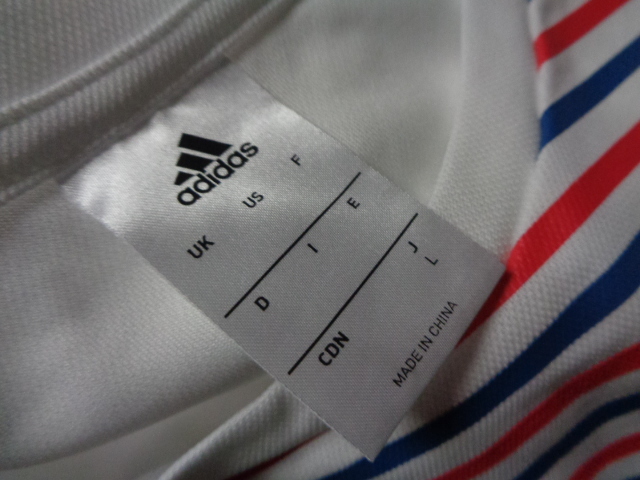 adidas
UK US F
D I E
CDN J
L
MADE IN CHINA